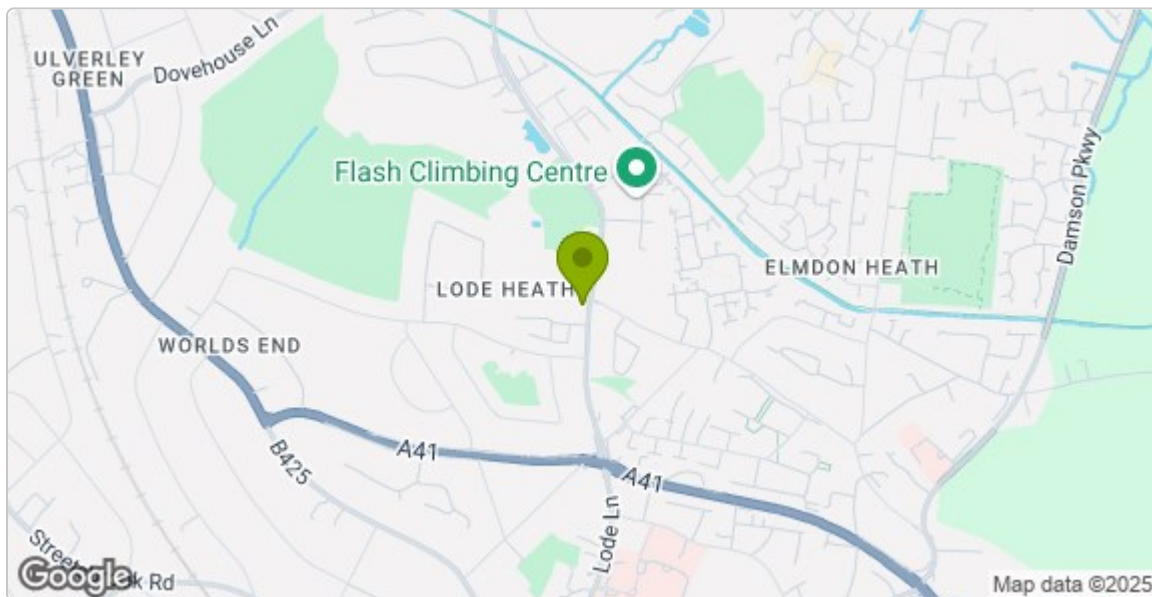 ULVERLEY
GREEN
Dovehouse Ln
Flash Climbing Centre
Damson Pkwy
ELMDON HEATH
LODE HEATH
WORLDS END
A41
B425
A41
Lode Ln
Rd
Google
Map data ©2025